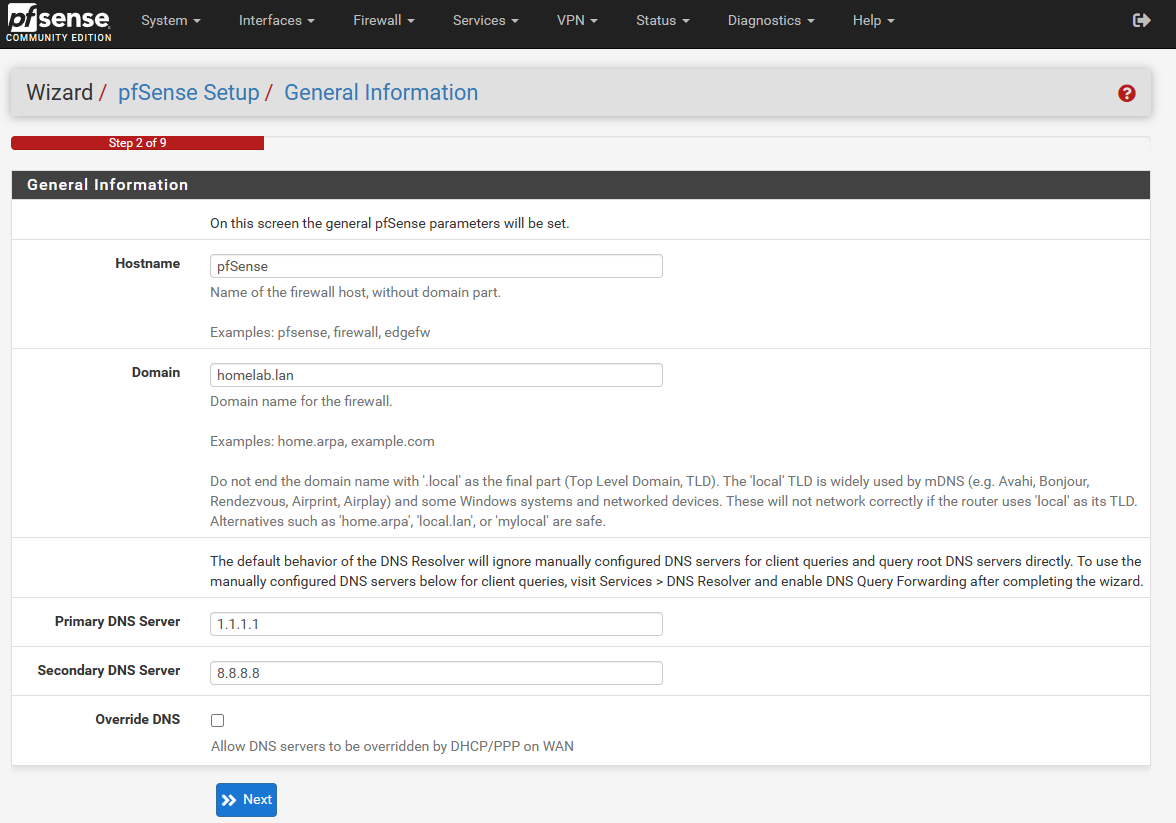 pfsense
COMMUNITY EDITION
System Interfaces Firewall Services VPN Status Diagnostics Help
Wizard / pfSense Setup / General Information
Step 2 of 9
General Information
On this screen the general pfSense parameters will be set.
Hostname
pfSense
Name of the firewall host, without domain part.
Examples: pfsense, firewall, edgefw
Domain
homelab.lan
Domain name for the firewall.
Examples: home.arpa, example.com
Do not end the domain name with '.local' as the final part (Top Level Domain, TLD). The 'local' TLD is widely used by mDNS (e.g. Avahi, Bonjour,
Rendezvous, Airprint, Airplay) and some Windows systems and networked devices. These will not network correctly if the router uses 'local' as its TLD.
Alternatives such as 'home.arpa', 'local.lan', or 'mylocal' are safe.
The default behavior of the DNS Resolver will ignore manually configured DNS servers for client queries and query root DNS servers directly. To use the
manually configured DNS servers below for client queries, visit Services > DNS Resolver and enable DNS Query Forwarding after completing the wizard.
Primary DNS Server
1.1.1.1
Secondary DNS Server
8.8.8.8
Override DNS
Allow DNS servers to be overridden by DHCP/PPP on WAN
Next